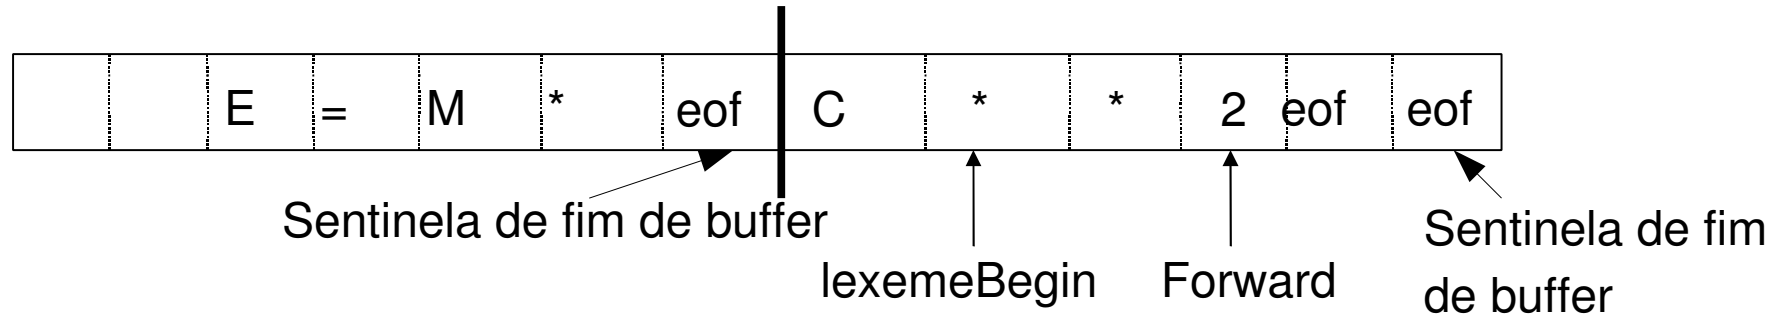 E = M * eof C * * 2 eof eof
Sentinela de fim de buffer
lexemeBegin
Forward
Sentinela de fim
de buffer